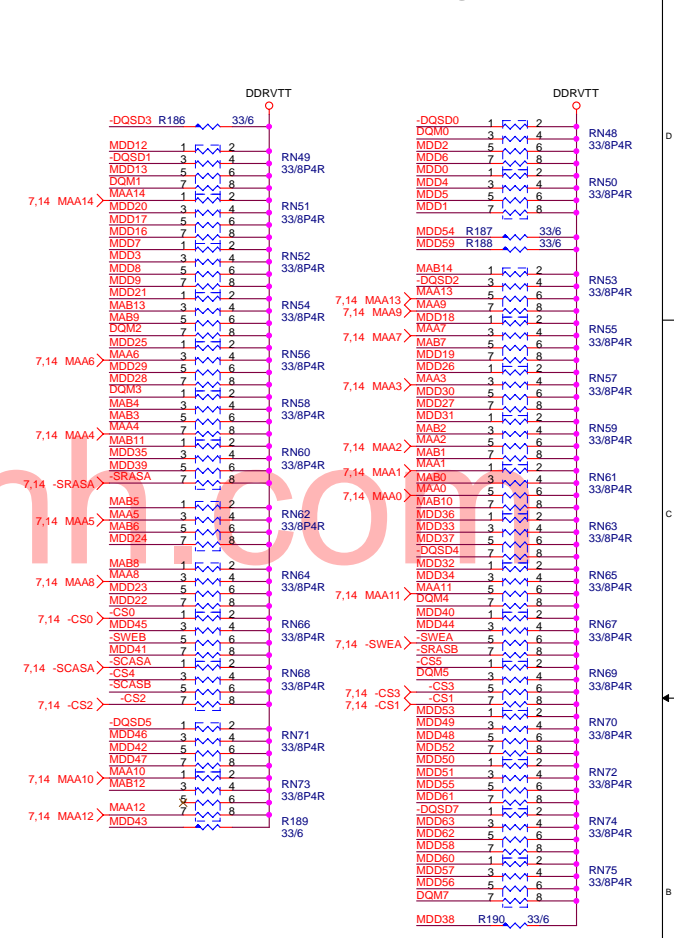 DDRVTT
-DQSD3 R186 33/6
MDD12 1 2
-DQSD1 3 4 RN49
MDD13 5 6 33/8P4R
DQM1 7 8
7,14 MAA14 MAA14 1 2
MDD20 3 4 RN51
MDD17 5 6 33/8P4R
MDD16 7 8
MDD7 1 2
MDD3 3 4 RN52
MDD8 5 6 33/8P4R
MDD9 7 8
MDD21 1 2
MAB13 3 4 RN54
MAB9 5 6 33/8P4R
DQM2 7 8
MDD25 1 2
7,14 MAA6 MAA6 3 4 RN56
MDD29 5 6 33/8P4R
MDD28 7 8
DQM3 1 2
MAB4 3 4 RN58
MAB3 5 6 33/8P4R
7,14 MAA4 MAA4 7 8
MAB11 1 2
MDD35 3 4 RN60
MDD39 5 6 33/8P4R
7,14 -SRASA -SRASA 7 8
MAB5 1 2
7,14 MAA5 MAA5 3 4 RN62
MAB6 5 6 33/8P4R
MDD24 7 8
MAB8 1 2
7,14 MAA8 MAA8 3 4 RN64
MDD23 5 6 33/8P4R
MDD22 7 8
7,14 -CS0 -CS0 1 2
MDD45 3 4 RN66
-SWEB 5 6 33/8P4R
MDD41 7 8
7,14 -SCASA -SCASA 1 2
-CS4 3 4 RN68
-SCASB 5 6 33/8P4R
7,14 -CS2 -CS2 7 8
-DQSD5 1 2
MDD46 3 4 RN71
MDD42 5 6 33/8P4R
MDD47 7 8
7,14 MAA10 MAA10 1 2
MAB12 3 4 RN73
5 6 33/8P4R
7,14 MAA12 MAA12 7 8
MDD43 R189
33/6
DDRVTT
-DQSD0 1 2
DQM0 3 4 RN48
MDD2 5 6 33/8P4R
MDD6 7 8
MDD0 1 2
MDD4 3 4 RN50
MDD5 5 6 33/8P4R
MDD1 7 8
MDD54 R187 33/6
MDD59 R188 33/6
MAB14 1 2
-DQSD2 3 4 RN53
7,14 MAA13 MAA13 5 6 33/8P4R
7,14 MAA9 MAA9 7 8
MDD18 1 2
7,14 MAA7 MAA7 3 4 RN55
MAB7 5 6 33/8P4R
MDD19 7 8
MDD26 1 2
7,14 MAA3 MAA3 3 4 RN57
MDD30 5 6 33/8P4R
MDD27 7 8
MDD31 1 2
MAB2 3 4 RN59
7,14 MAA2 MAA2 5 6 33/8P4R
MAB1 7 8
7,14 MAA1 MAA1 1 2
MAB0 3 4 RN61
7,14 MAA0 MAA0 5 6 33/8P4R
MAB10 7 8
MDD36 1 2
MDD33 3 4 RN63
MDD37 5 6 33/8P4R
-DQSD4 7 8
MDD32 1 2
MDD34 3 4 RN65
7,14 MAA11 MAA11 5 6 33/8P4R
DQM4 7 8
MDD40 1 2
MDD44 3 4 RN67
7,14 -SWEA -SWEA 5 6 33/8P4R
-SRASB 7 8
-CS5 1 2
DQM5 3 4 RN69
7,14 -CS3 -CS3 5 6 33/8P4R
7,14 -CS1 -CS1 7 8
MDD53 1 2
MDD49 3 4 RN70
MDD48 5 6 33/8P4R
MDD52 7 8
MDD50 1 2
MDD51 3 4 RN72
MDD55 5 6 33/8P4R
MDD61 7 8
-DQSD7 1 2
MDD63 3 4 RN74
MDD62 5 6 33/8P4R
MDD58 7 8
MDD60 1 2
MDD57 3 4 RN75
MDD56 5 6 33/8P4R
DQM7 7 8
MDD38 R190 33/6
D
C
B
nh.com